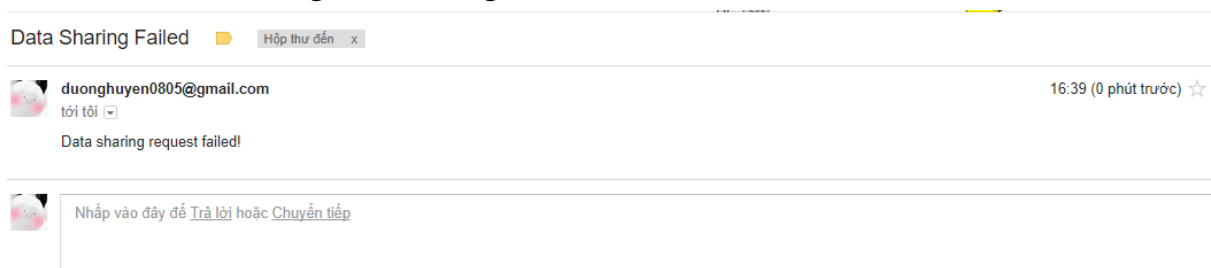 Data Sharing Failed Hộp thư đến x
duonghuyen0805@gmail.com 16:39 (0 phút trước)
tới tôi
Data sharing request failed!
Nhấp vào đây để Trả lời hoặc Chuyển tiếp